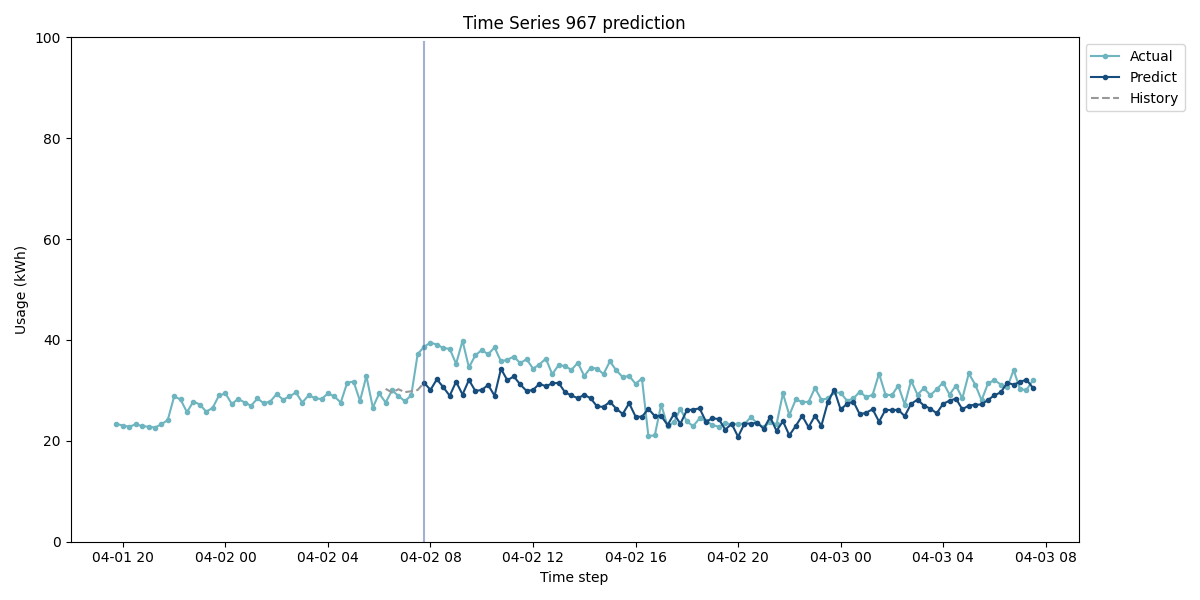 Time Series 967 prediction
100
80
60
40
20
0
Usage (kWh)
04-01 20
04-02 00
04-02 04
04-02 08
04-02 12
04-02 16
04-02 20
04-03 00
04-03 04
04-03 08
Time step
Actual
Predict
History